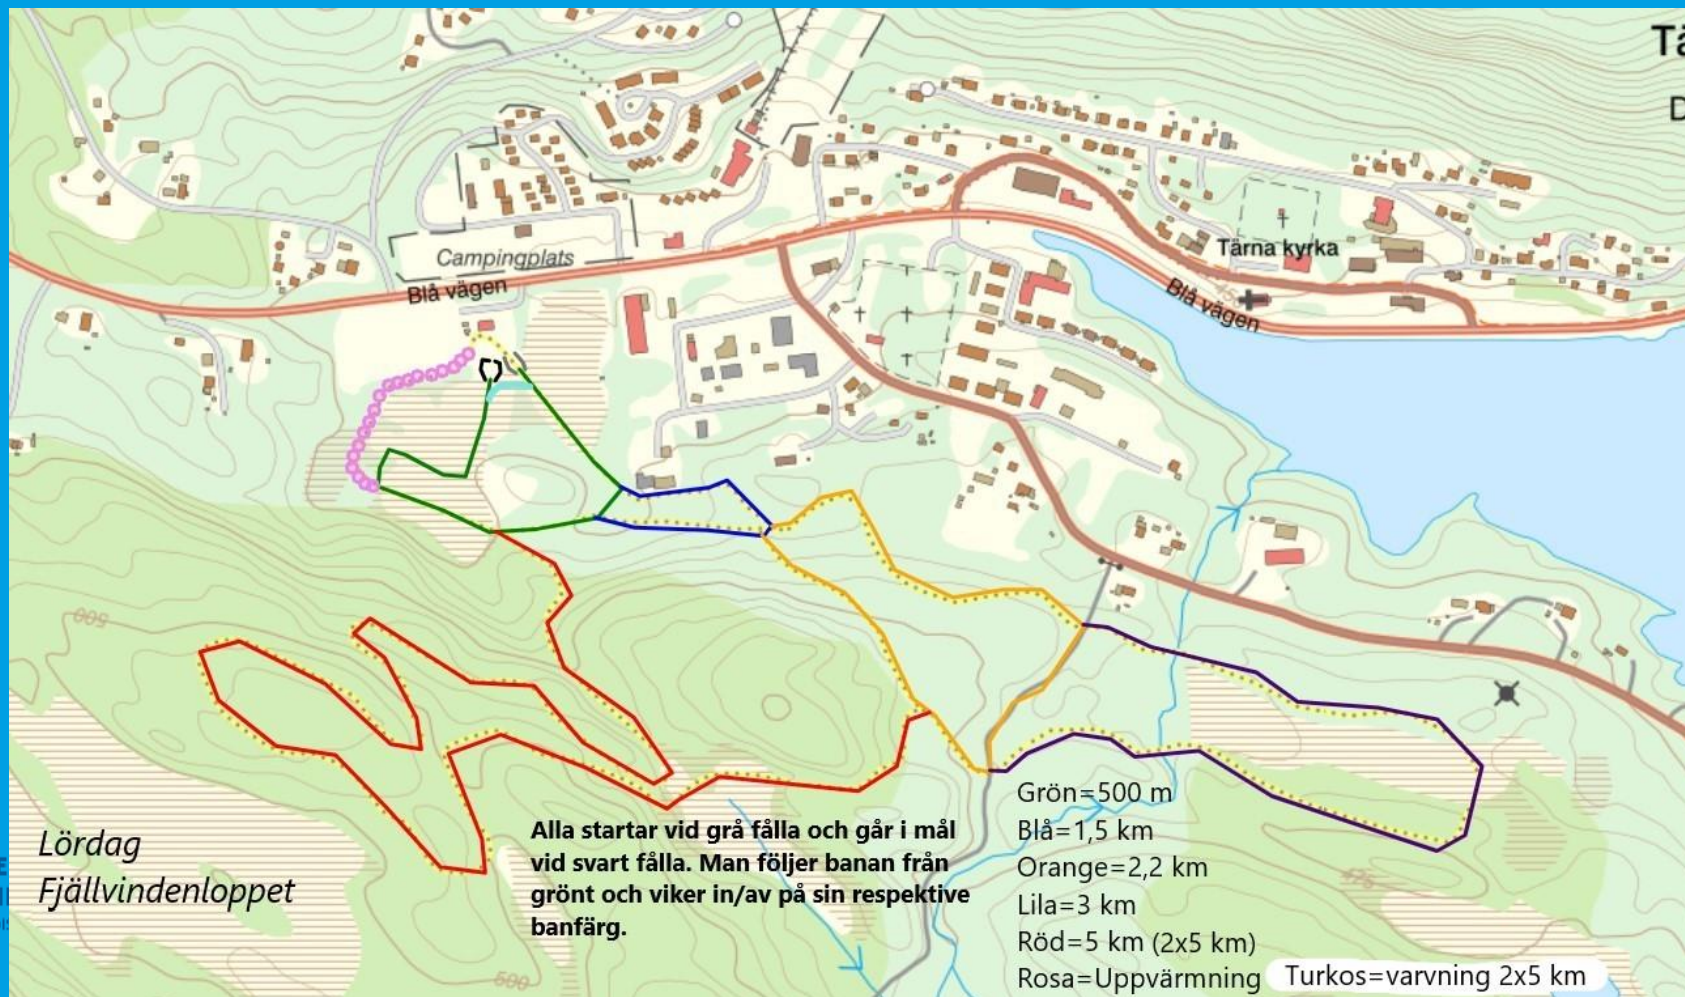 Tä
D
Campingplats
Blå vägen
Tärna kyrka
Blå vägen
500
Lördag
Fjällvindenloppet
Alla startar vid grå fålla och går i mål
vid svart fålla. Man följer banan från
grönt och viker in/av på sin respektive
banfärg.
Grön=500 m
Blå=1,5 km
Orange=2,2 km
Lila=3 km
Röd=5 km (2x5 km)
Rosa=Uppvärmning
Turkos=varvning 2x5 km
475
500